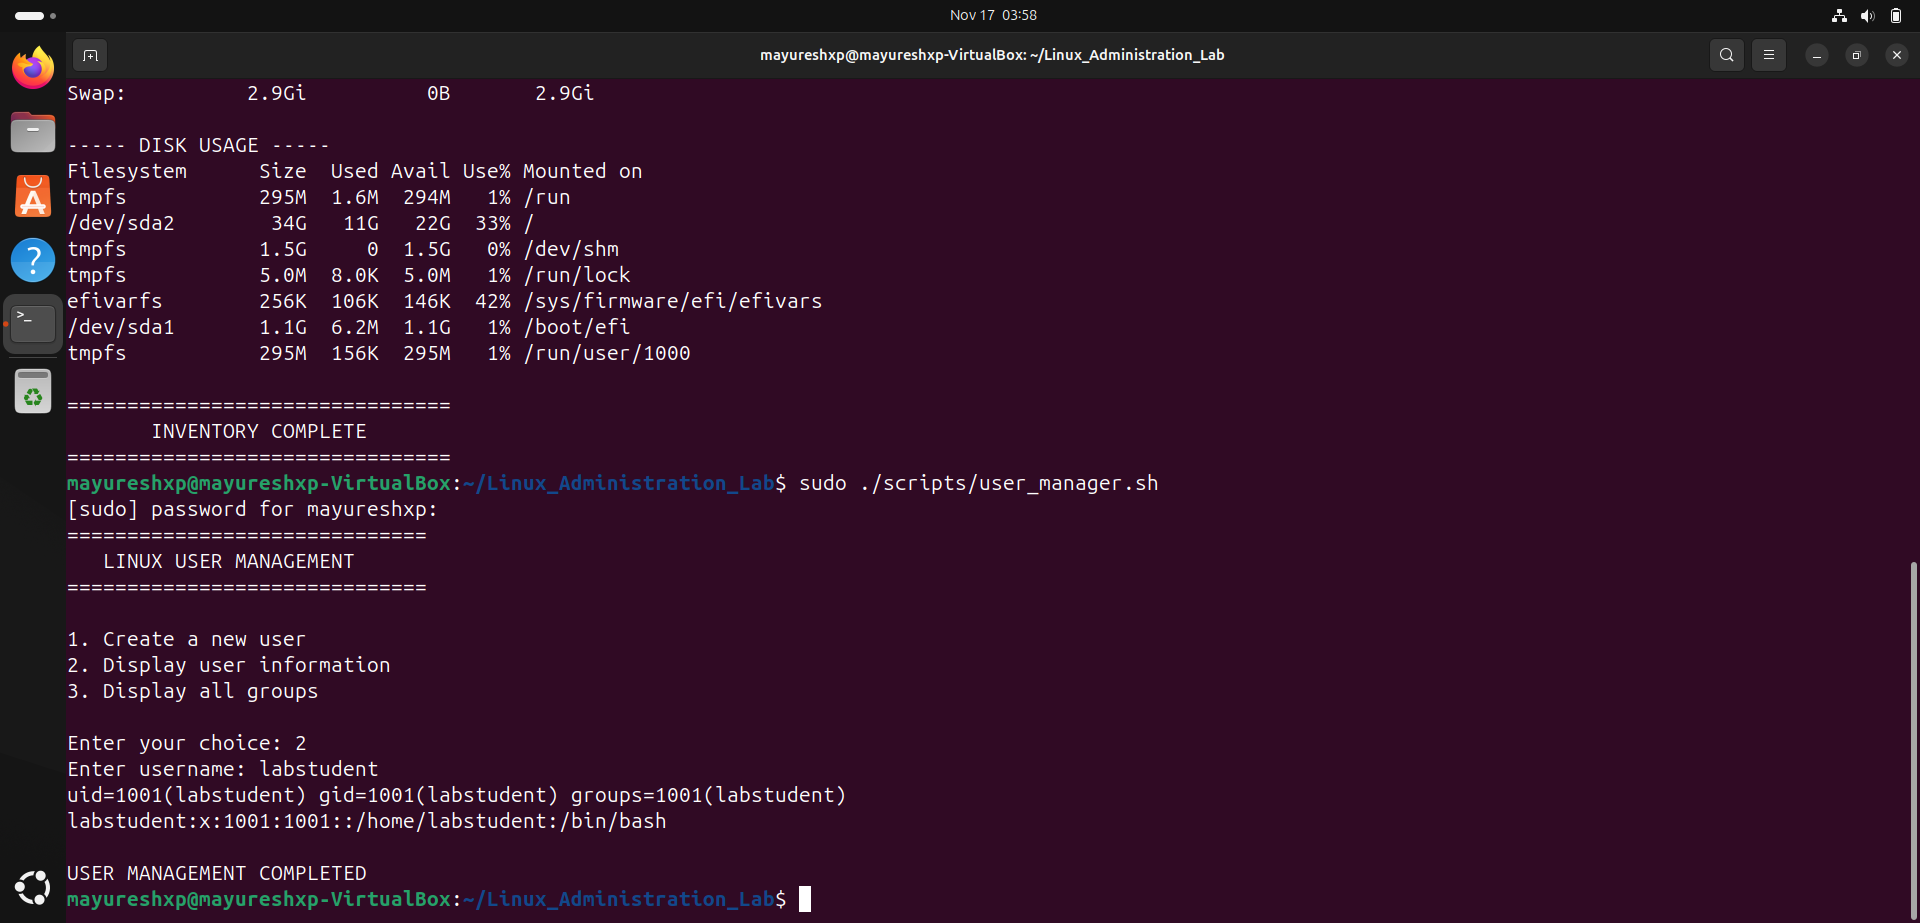 Nov 17  03:58
mayureshxp@mayureshxp-VirtualBox: ~/Linux_Administration_Lab
Swap:          2.9Gi          0B       2.9Gi
----- DISK USAGE -----
Filesystem      Size  Used Avail Use% Mounted on
tmpfs           295M  1.6M  294M   1% /run
/dev/sda2        34G   11G   22G  33% /
tmpfs           1.5G     0  1.5G   0% /dev/shm
tmpfs           5.0M  8.0K  5.0M   1% /run/lock
efivarfs        256K  106K  146K  42% /sys/firmware/efi/efivars
/dev/sda1       1.1G  6.2M  1.1G   1% /boot/efi
tmpfs           295M  156K  295M   1% /run/user/1000
================================
       INVENTORY COMPLETE
================================
mayureshxp@mayureshxp-VirtualBox:~/Linux_Administration_Lab$ sudo ./scripts/user_manager.sh
[sudo] password for mayureshxp:
==============================
   LINUX USER MANAGEMENT
==============================
1. Create a new user
2. Display user information
3. Display all groups
Enter your choice: 2
Enter username: labstudent
uid=1001(labstudent) gid=1001(labstudent) groups=1001(labstudent)
labstudent:x:1001:1001::/home/labstudent:/bin/bash
USER MANAGEMENT COMPLETED
mayureshxp@mayureshxp-VirtualBox:~/Linux_Administration_Lab$